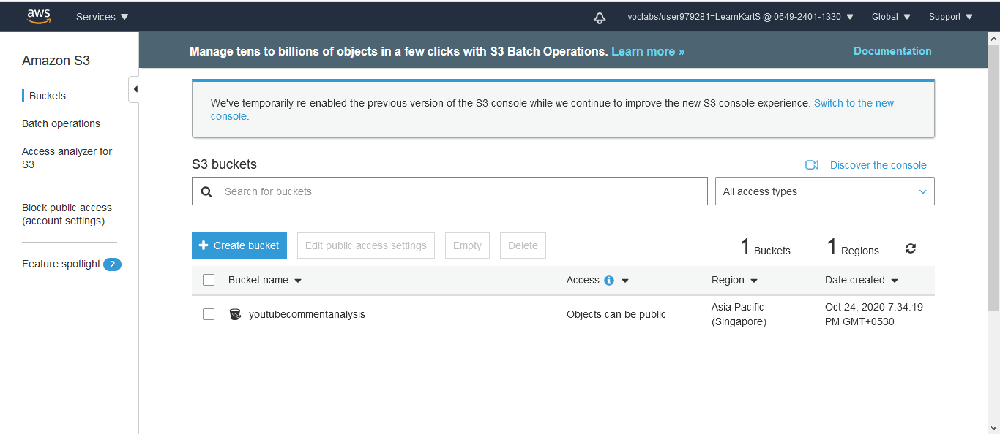 aws
Services
voclabs/user979281=LearnKartS @ 0649-2401-1330
Global
Support
Amazon S3
Buckets
Batch operations
Access analyzer for
S3
Block public access
(account settings)
Feature spotlight 2
Manage tens to billions of objects in a few clicks with S3 Batch Operations. Learn more »
Documentation
We've temporarily re-enabled the previous version of the S3 console while we continue to improve the new S3 console experience. Switch to the new
console.
S3 buckets
Discover the console
Search for buckets
All access types
Create bucket
Edit public access settings
Empty
Delete
1 Buckets
1 Regions
Bucket name
Access
Region
Date created
youtubecommentanalysis
Objects can be public
Asia Pacific
(Singapore)
Oct 24, 2020 7:34:19
PM GMT+0530